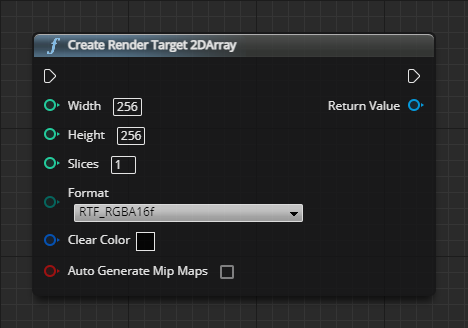 f Create Render Target 2DArray
Width 256 Return Value
Height 256
Slices 1
Format
RTF_RGBA16f
Clear Color
Auto Generate Mip Maps